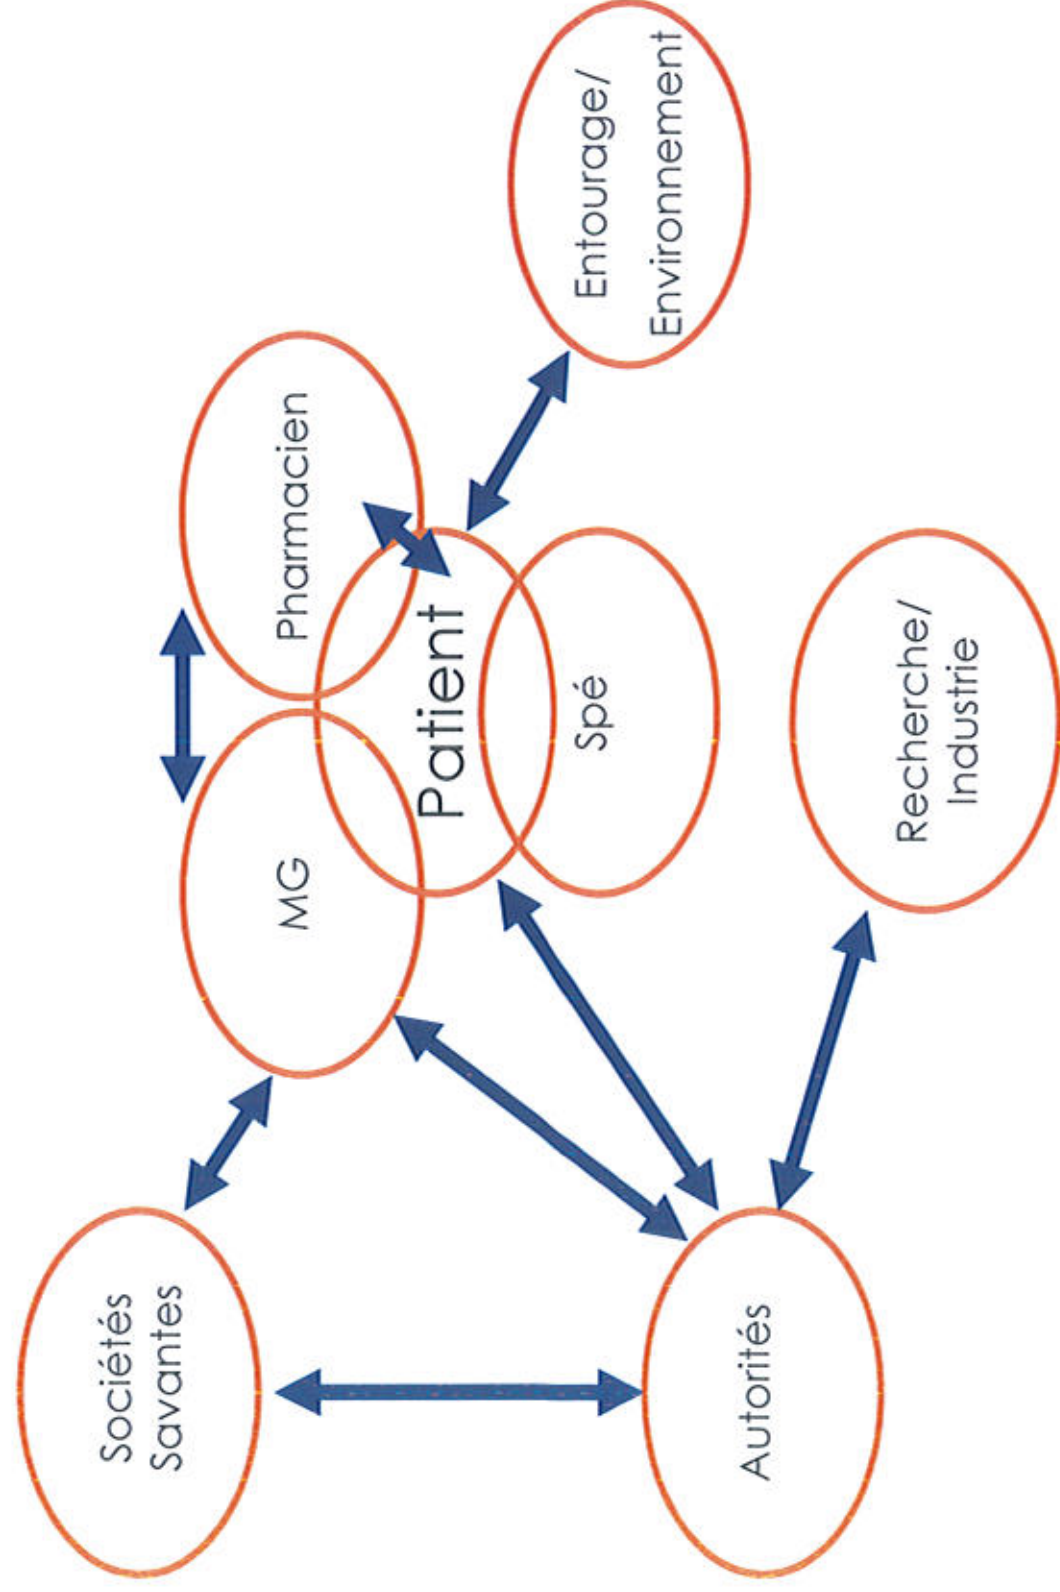 Sociétés
Savantes
MG
Pharmacien
Patient
Entourage/
Environnement
Spé
Autorités
Recherche/
Industrie